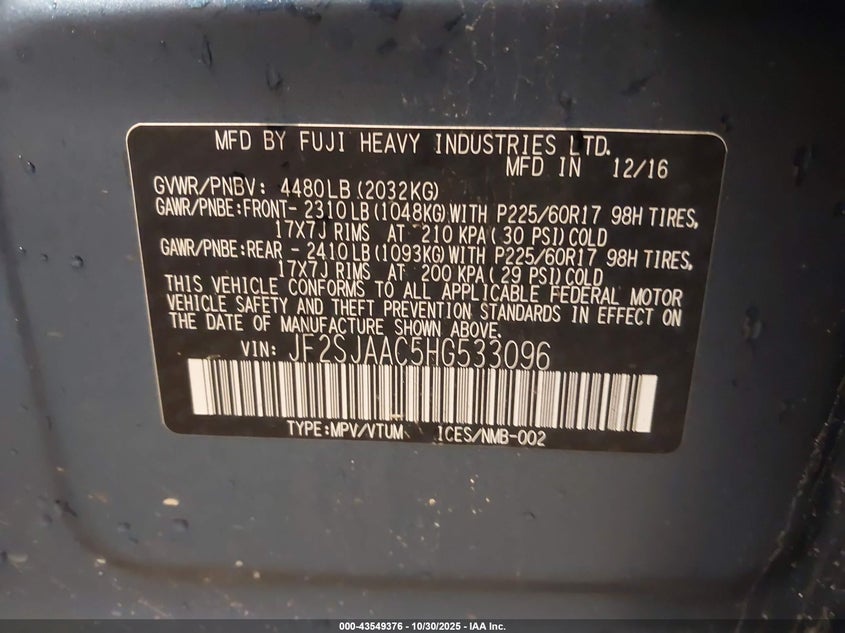 MFD BY FUJI HEAVY INDUSTRIES LTD.
MFD IN 12/16
GVWR/PNBV: 4480LB(2032KG)
GAWR/PNBE:FRONT- 2310LB(1048KG)WITH P225/60R17 98H TIRES,
17X7J RIMS AT 210 KPA(30 PSI)COLD
GAWR/PNBE:REAR - 2410LB(1093KG)WITH P225/60R17 98H TIRES,
17X7J RIMS AT 200 KPA(29 PSI)COLD
THIS VEHICLE CONFORMS TO ALL APPLICABLE FEDERAL MOTOR
VEHICLE SAFETY AND THEFT PREVENTION STANDARDS IN EFFECT ON
THE DATE OF MANUFACTURE SHOWN ABOVE.
VIN: JF2SJAAC5HG533096
TYPE:MPV/VTUM ICES/NMB-002
000-43549376 - 10/30/2025 - IAA Inc.